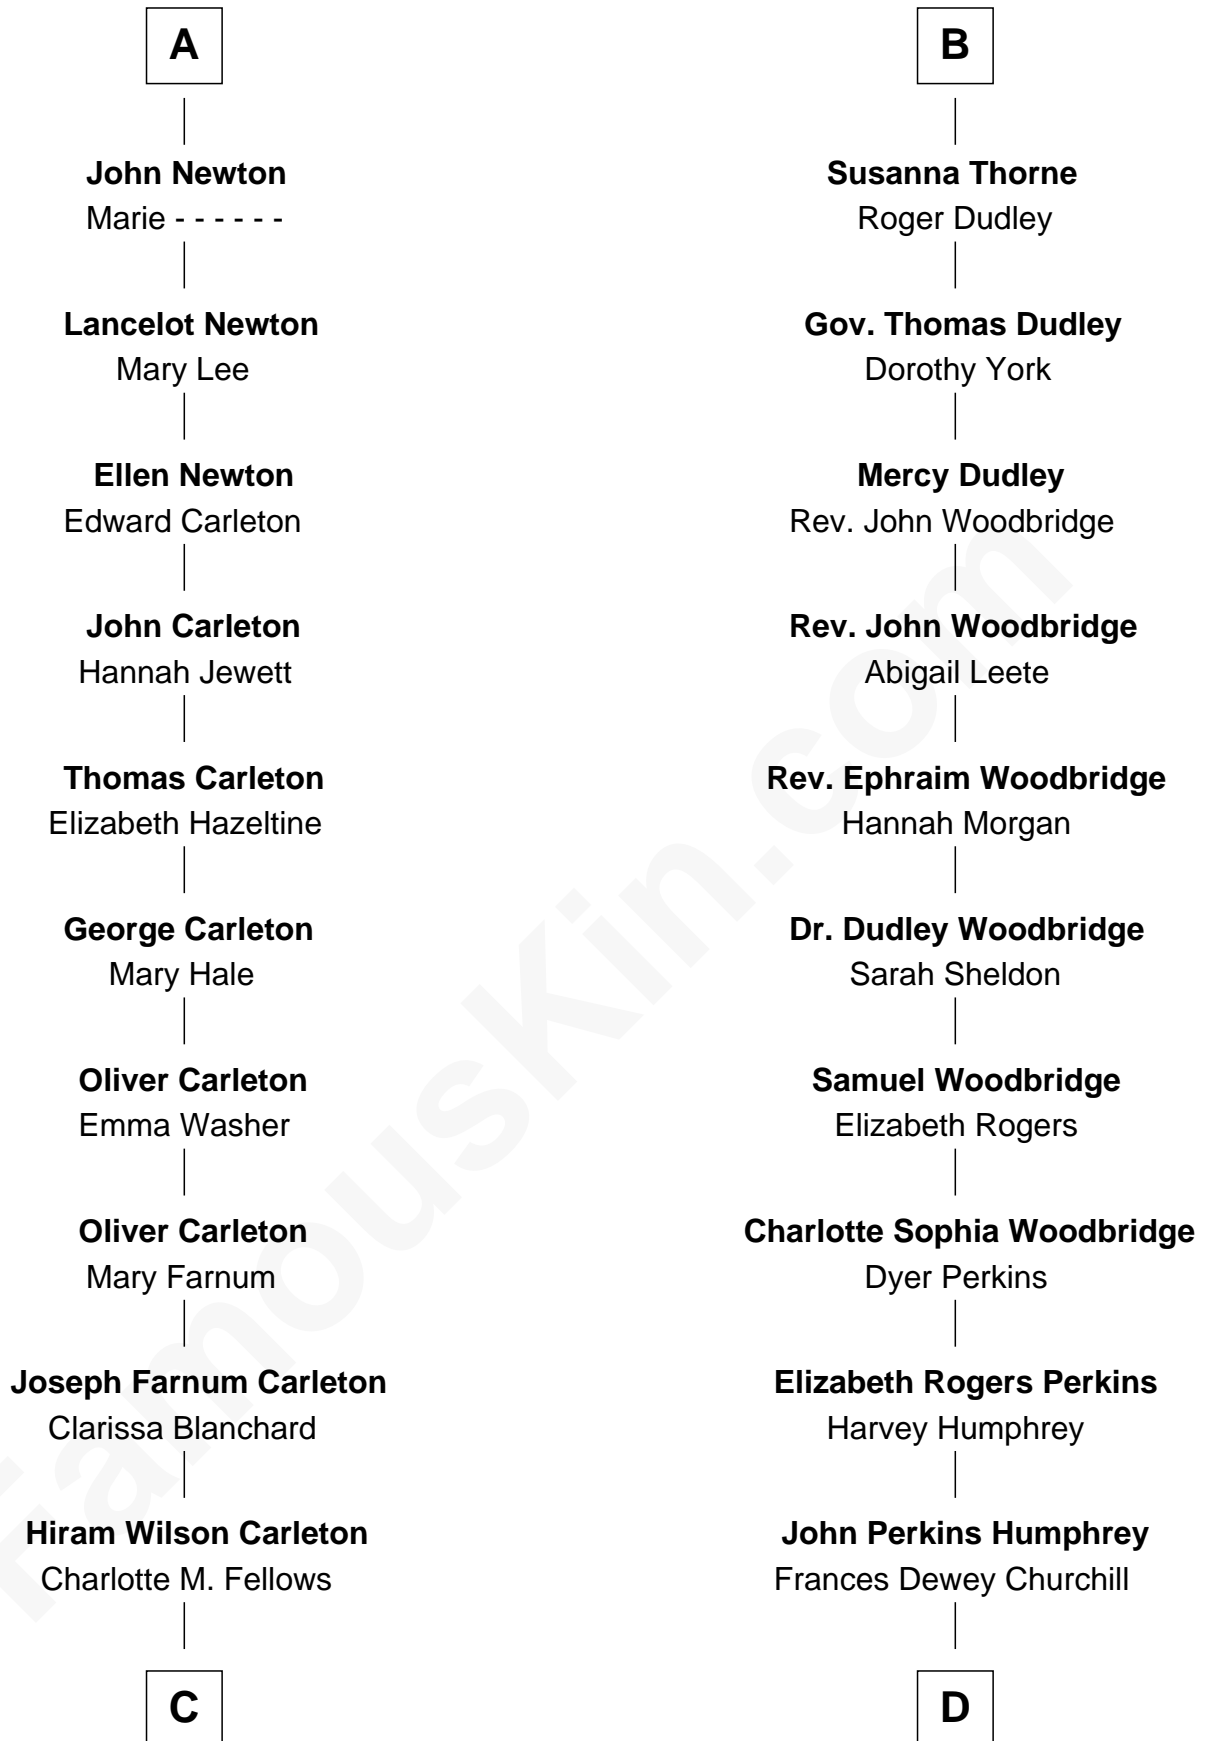 A
John Newton
Marie - - - - - -
Lancelot Newton
Mary Lee
Ellen Newton
Edward Carleton
John Carleton
Hannah Jewett
Thomas Carleton
Elizabeth Hazeltine
George Carleton
Mary Hale
Oliver Carleton
Emma Washer
Oliver Carleton
Mary Farnum
Joseph Farnum Carleton
Clarissa Blanchard
Hiram Wilson Carleton
Charlotte M. Fellows
C
B
Susanna Thorne
Roger Dudley
Gov. Thomas Dudley
Dorothy York
Mercy Dudley
Rev. John Woodbridge
Rev. John Woodbridge
Abigail Leete
Rev. Ephraim Woodbridge
Hannah Morgan
Dr. Dudley Woodbridge
Sarah Sheldon
Samuel Woodbridge
Elizabeth Rogers
Charlotte Sophia Woodbridge
Dyer Perkins
Elizabeth Rogers Perkins
Harvey Humphrey
John Perkins Humphrey
Frances Dewey Churchill
D
FamousKin.com